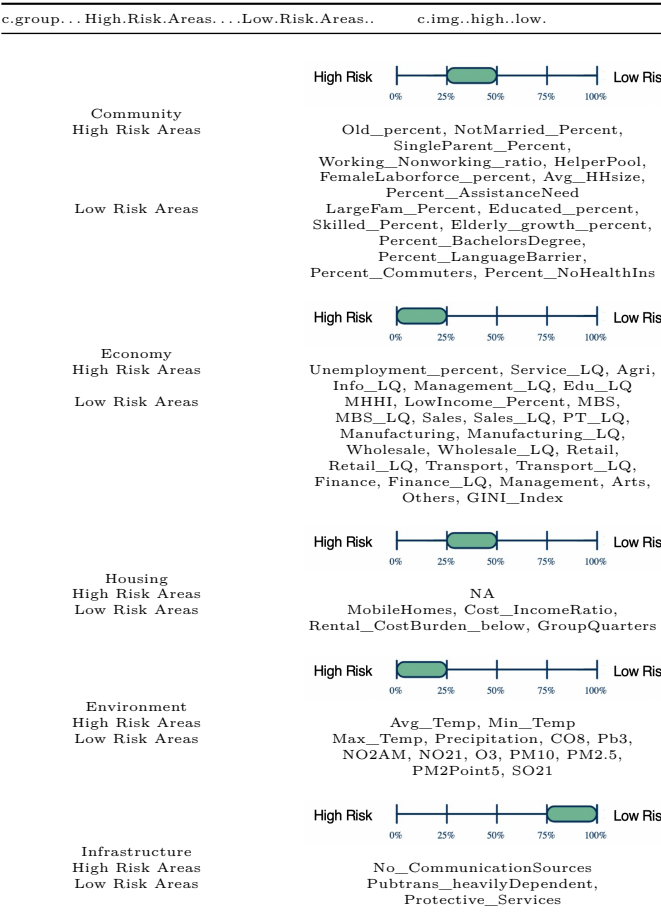 c.group... High.Risk.Areas....Low.Risk.Areas.. c.img..high..low.
High Risk Low Ris
0% 25% 50% 75% 100%
Community
High Risk Areas Old_percent, NotMarried_Percent,
SingleParent_Percent,
Working_Nonworking_ratio, HelperPool,
FemaleLaborforce_percent, Avg_HHsize,
Percent_AssistanceNeed
Low Risk Areas LargeFam_Percent, Educated_percent,
Skilled_Percent, Elderly_growth_percent,
Percent_BachelorsDegree,
Percent_LanguageBarrier,
Percent_Commuters, Percent_NoHealthIns
High Risk Low Ris
0% 25% 50% 75% 100%
Economy
High Risk Areas Unemployment_percent, Service_LQ, Agri,
Info_LQ, Management_LQ, Edu_LQ
Low Risk Areas MHHI, LowIncome_Percent, MBS,
MBS_LQ, Sales, Sales_LQ, PT_LQ,
Manufacturing, Manufacturing_LQ,
Wholesale, Wholesale_LQ, Retail,
Retail_LQ, Transport, Transport_LQ,
Finance, Finance_LQ, Management, Arts,
Others, GINI_Index
High Risk Low Ris
0% 25% 50% 75% 100%
Housing
High Risk Areas NA
Low Risk Areas MobileHomes, Cost_IncomeRatio,
Rental_CostBurden_below, GroupQuarters
High Risk Low Ris
0% 25% 50% 75% 100%
Environment
High Risk Areas Avg_Temp, Min_Temp
Low Risk Areas Max_Temp, Precipitation, CO8, Pb3,
NO2AM, NO21, O3, PM10, PM2.5,
PM2Point5, SO21
High Risk Low Ris
0% 25% 50% 75% 100%
Infrastructure
High Risk Areas No_CommunicationSources
Low Risk Areas Pubtrans_heavilyDependent,
Protective_Services